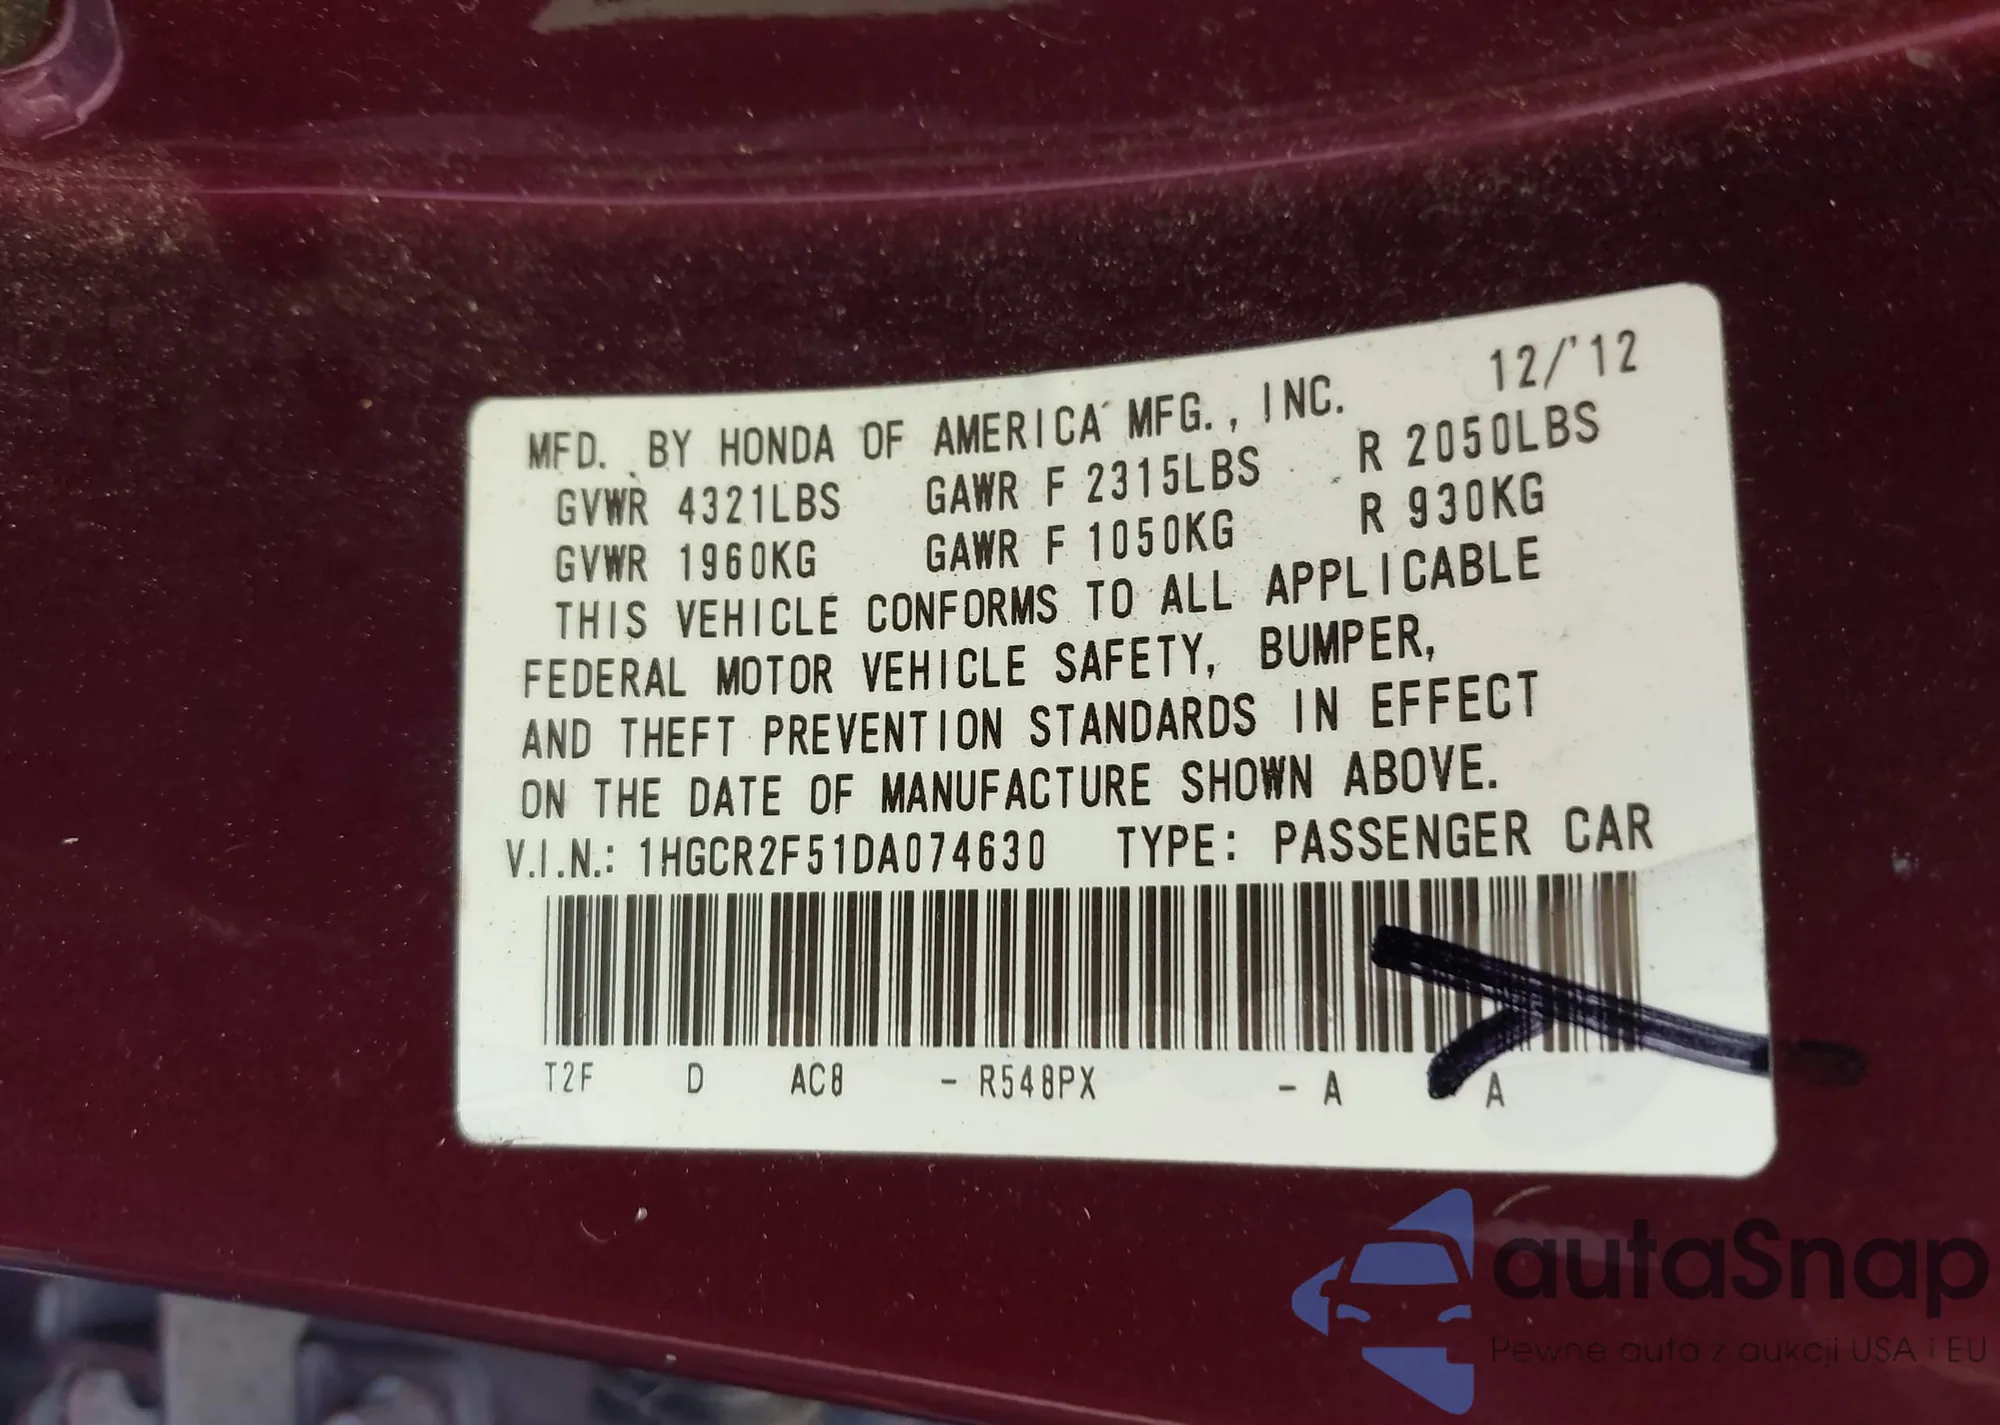 MFD. BY HONDA OF AMERICA MFG., INC. 12/'12
GVWR 4321LBS GAWR F 2315LBS R 2050LBS
GVWR 1960KG GAWR F 1050KG R 930KG
THIS VEHICLE CONFORMS TO ALL APPLICABLE
FEDERAL MOTOR VEHICLE SAFETY, BUMPER,
AND THEFT PREVENTION STANDARDS IN EFFECT
ON THE DATE OF MANUFACTURE SHOWN ABOVE.
V.I.N.: 1HGCR2F51DA074630 TYPE: PASSENGER CAR
T2F D AC8 - R548PX - A A
autaSnap
Pewne auta z aukcji USA i EU